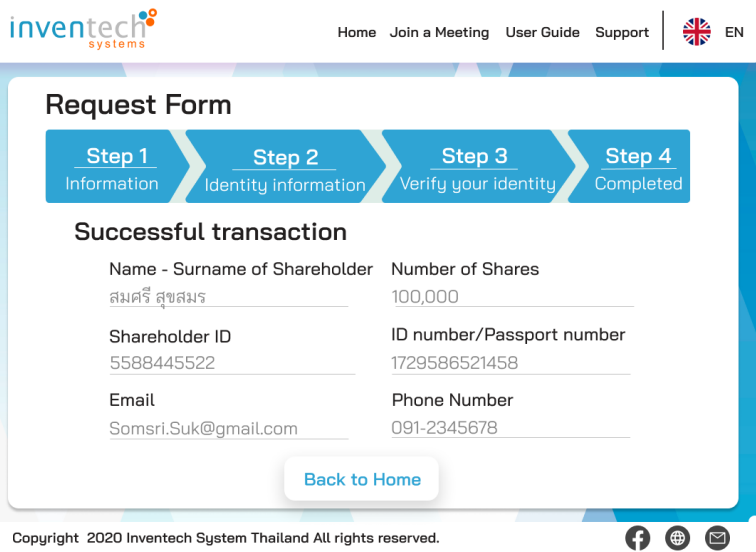 inventech
systems
Home Join a Meeting User Guide Support EN
Request Form
Step 1 Step 2 Step 3 Step 4
Information Identity information Verify your identity Completed
Successful transaction
Name - Surname of Shareholder Number of Shares
สมศรี สุขสมร 100,000
Shareholder ID ID number/Passport number
5588445522 1729586521458
Email Phone Number
Somsri.Suk@gmail.com 091-2345678
Back to Home
Copyright 2020 Inventech System Thailand All rights reserved.